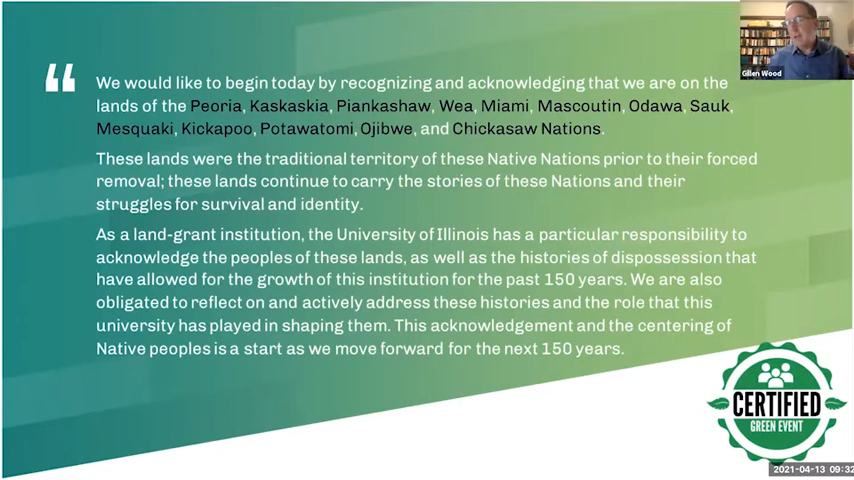 Gillen Wood
“
We would like to begin today by recognizing and acknowledging that we are on the
lands of the Peoria, Kaskaskia, Piankashaw, Wea, Miami, Mascoutin, Odawa, Sauk,
Mesquaki, Kickapoo, Potawatomi, Ojibwe, and Chickasaw Nations.
These lands were the traditional territory of these Native Nations prior to their forced
removal; these lands continue to carry the stories of these Nations and their
struggles for survival and identity.
As a land-grant institution, the University of Illinois has a particular responsibility to
acknowledge the peoples of these lands, as well as the histories of dispossession that
have allowed for the growth of this institution for the past 150 years. We are also
obligated to reflect on and actively address these histories and the role that this
university has played in shaping them. This acknowledgement and the centering of
Native peoples is a start as we move forward for the next 150 years.
CERTIFIED
GREEN EVENT
2021-04-13 09:32